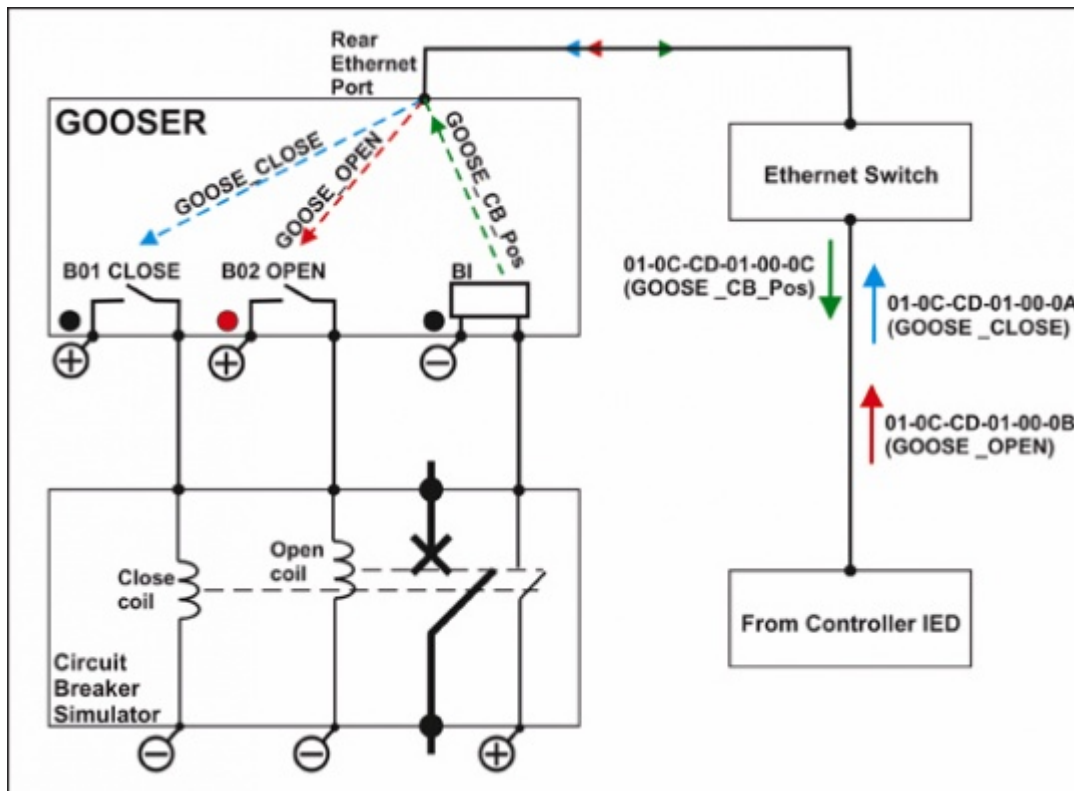 Rear
Ethernet
Port
GOOSER
GOOSE_CLOSE
GOOSE_OPEN
GOOSE_CB_Pos
B01 CLOSE
B02 OPEN
BI
+
+
−
Ethernet Switch
01-0C-CD-01-00-0C
(GOOSE _CB_Pos)
01-0C-CD-01-00-0A
(GOOSE _CLOSE)
01-0C-CD-01-00-0B
(GOOSE _OPEN)
From Controller IED
Close
coil
Open
coil
Circuit
Breaker
Simulator
−
−
+